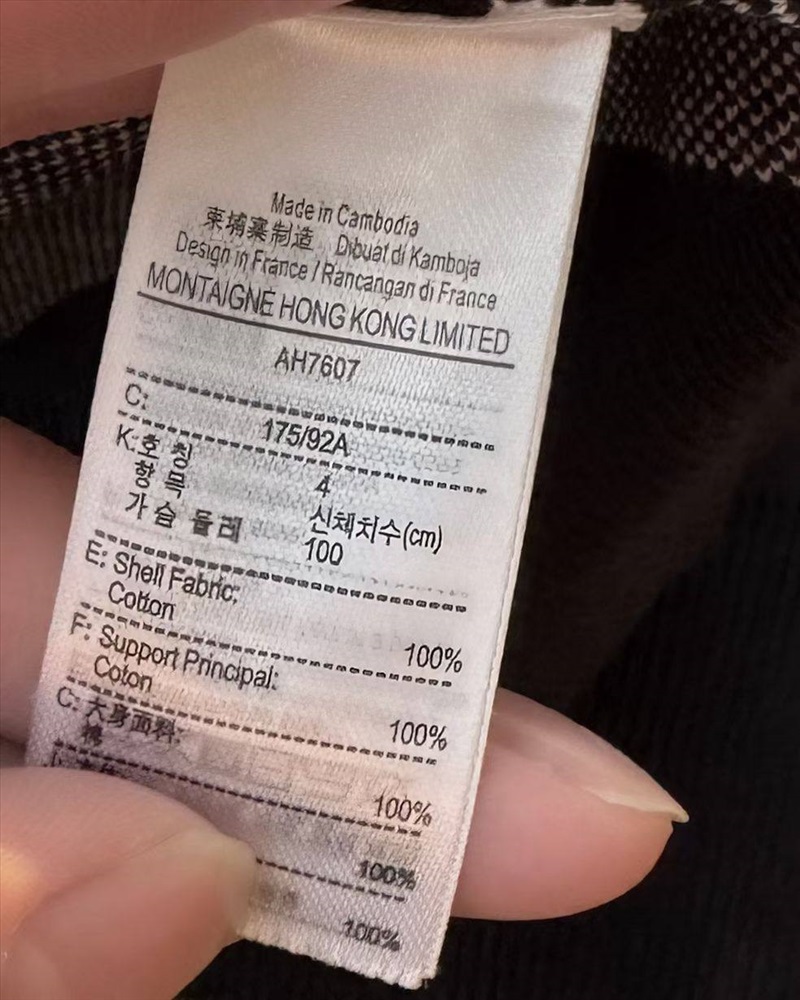 Made in Cambodia
柬埔寨制造 Dibuat di Kamboja
Design in France / Rancangan di France
MONTAIGNE HONG KONG LIMITED
AH7607
C:
175/92A
K:호칭 4
항목 신체치수(cm)
가슴둘레 100
E: Shell Fabric:
Cotton 100%
F: Support Principal:
Coton 100%
C: 大身面料:
棉 100%
100%
100%